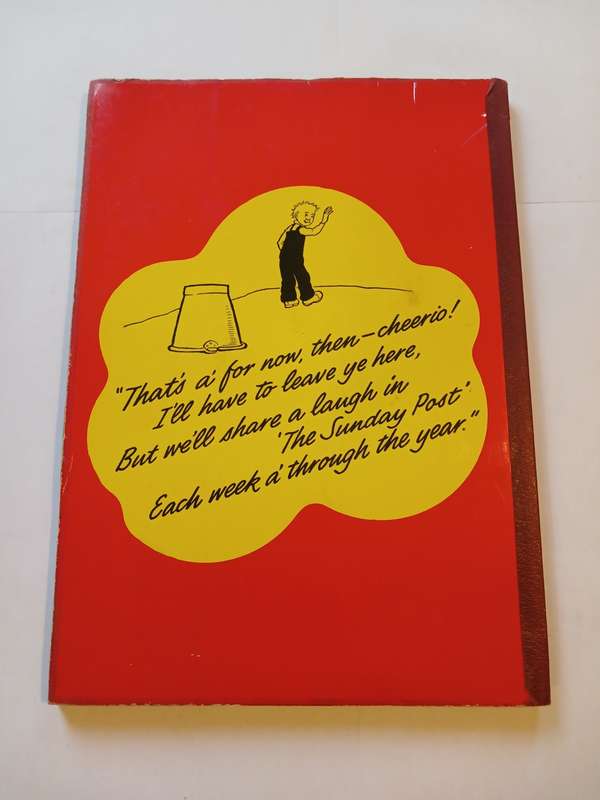 "That's a' for now, then—cheerio!
I'll have to leave ye here,
But we'll share a laugh in
'The Sunday Post'
Each week a' through the year."